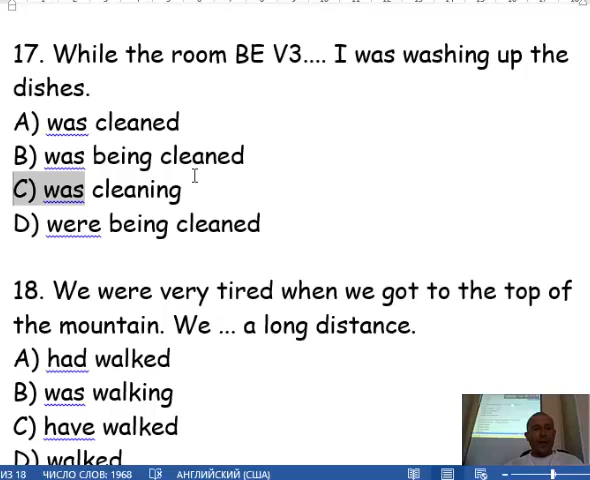 17. While the room BE V3.... I was washing up the
dishes.
A) was cleaned
B) was being cleaned
C) was cleaning
D) were being cleaned
18. We were very tired when we got to the top of
the mountain. We ... a long distance.
A) had walked
B) was walking
C) have walked
D) walked
ИЗ 18 ЧИСЛО СЛОВ: 1968 АНГЛИЙСКИЙ (США)